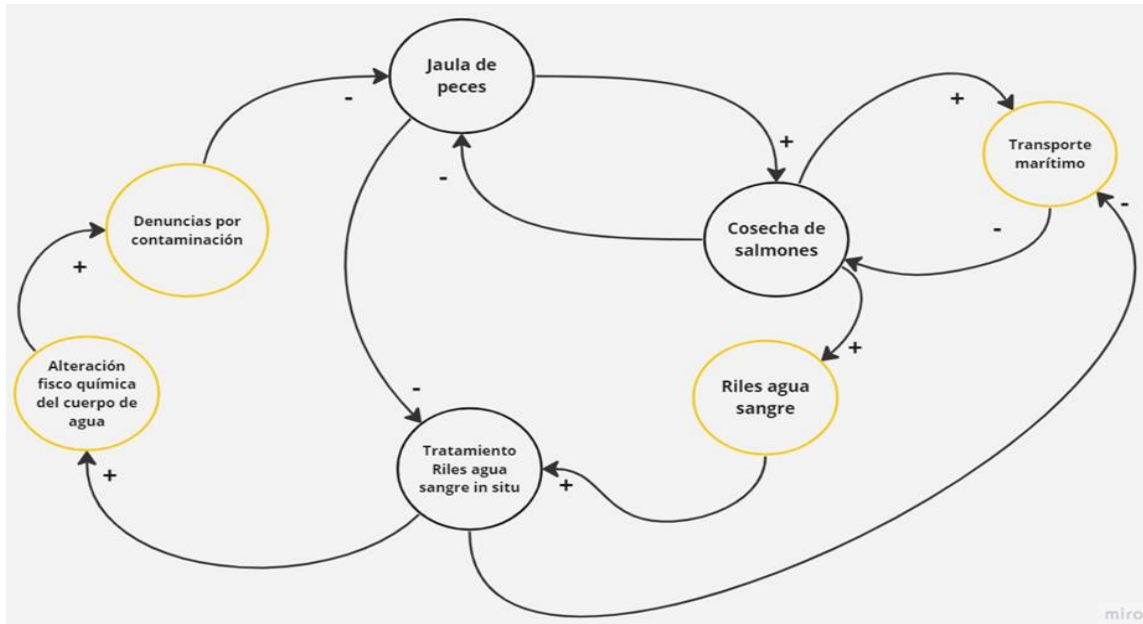 Jaula de
peces
-
+
+
Transporte
marítimo
-
-
-
Denuncias por
contaminación
Cosecha de
salmones
+
+
Alteración
fisco química
del cuerpo de
agua
Riles agua
sangre
-
Tratamiento
Riles agua
sangre in situ
+
+
miro